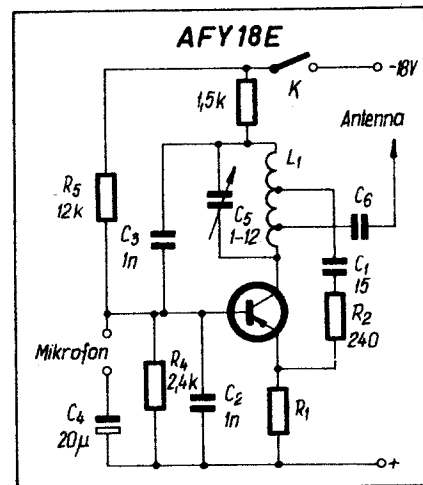 AFY18E
K
-18V
1,5k
Antenna
L1
R5
12k
C3
1n
C5
1-12
C6
C1
15
R2
240
Mikrofon
R4
2,4k
C4
20µ
C2
1n
R1
+